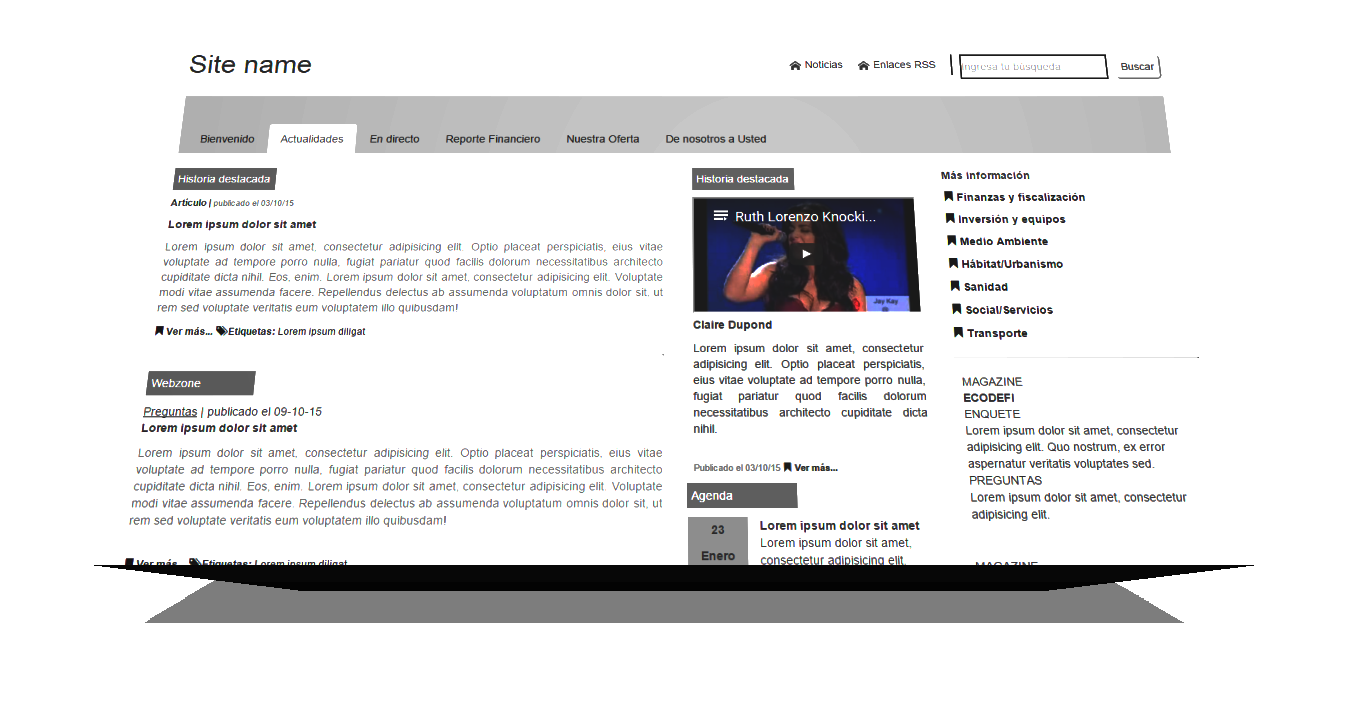 Site name
Noticias
Enlaces RSS
Ingresa tu búsqueda
Buscar
Bienvenido
Actualidades
En directo
Reporte Financiero
Nuestra Oferta
De nosotros a Usted
Historia destacada
Artículo | publicado el 03/10/15
Lorem ipsum dolor sit amet
Lorem ipsum dolor sit amet, consectetur adipisicing elit. Optio placeat perspiciatis, eius vitae
voluptate ad tempore porro nulla, fugiat pariatur quod facilis dolorum necessitatibus architecto
cupiditate dicta nihil. Eos, enim. Lorem ipsum dolor sit amet, consectetur adipisicing elit. Voluptate
modi vitae assumenda facere. Repellendus delectus ab assumenda voluptatum omnis dolor sit, ut
rem sed voluptate veritatis eum voluptatem illo quibusdam!
Ver más... Etiquetas: Lorem ipsum diligat
Webzone
Preguntas | publicado el 09-10-15
Lorem ipsum dolor sit amet
Lorem ipsum dolor sit amet, consectetur adipisicing elit. Optio placeat perspiciatis, eius vitae
voluptate ad tempore porro nulla, fugiat pariatur quod facilis dolorum necessitatibus architecto
cupiditate dicta nihil. Eos, enim. Lorem ipsum dolor sit amet, consectetur adipisicing elit. Voluptate
modi vitae assumenda facere. Repellendus delectus ab assumenda voluptatum omnis dolor sit, ut
rem sed voluptate veritatis eum voluptatem illo quibusdam!
Ver más... Etiquetas: Lorem ipsum diligat
Historia destacada
Ruth Lorenzo Knocki...
Jay Kay
Claire Dupond
Lorem ipsum dolor sit amet, consectetur
adipisicing elit. Optio placeat perspiciatis,
eius vitae voluptate ad tempore porro nulla,
fugiat pariatur quod facilis dolorum
necessitatibus architecto cupiditate dicta
nihil.
Publicado el 03/10/15 Ver más...
Agenda
23
Enero
Lorem ipsum dolor sit amet
Lorem ipsum dolor sit amet,
consectetur adipisicing elit.
Más información
Finanzas y fiscalización
Inversión y equipos
Medio Ambiente
Hábitat/Urbanismo
Sanidad
Social/Servicios
Transporte
MAGAZINE
ECODEFI
ENQUETE
Lorem ipsum dolor sit amet, consectetur
adipisicing elit. Quo nostrum, ex error
aspernatur veritatis voluptates sed.
PREGUNTAS
Lorem ipsum dolor sit amet, consectetur
adipisicing elit.
MAGAZINE